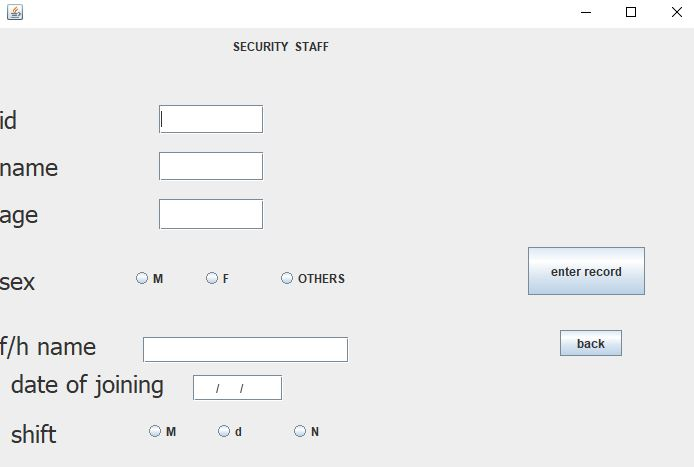 SECURITY STAFF
id
name
age
sex M F OTHERS
enter record
f/h name
back
date of joining / /
shift M d N